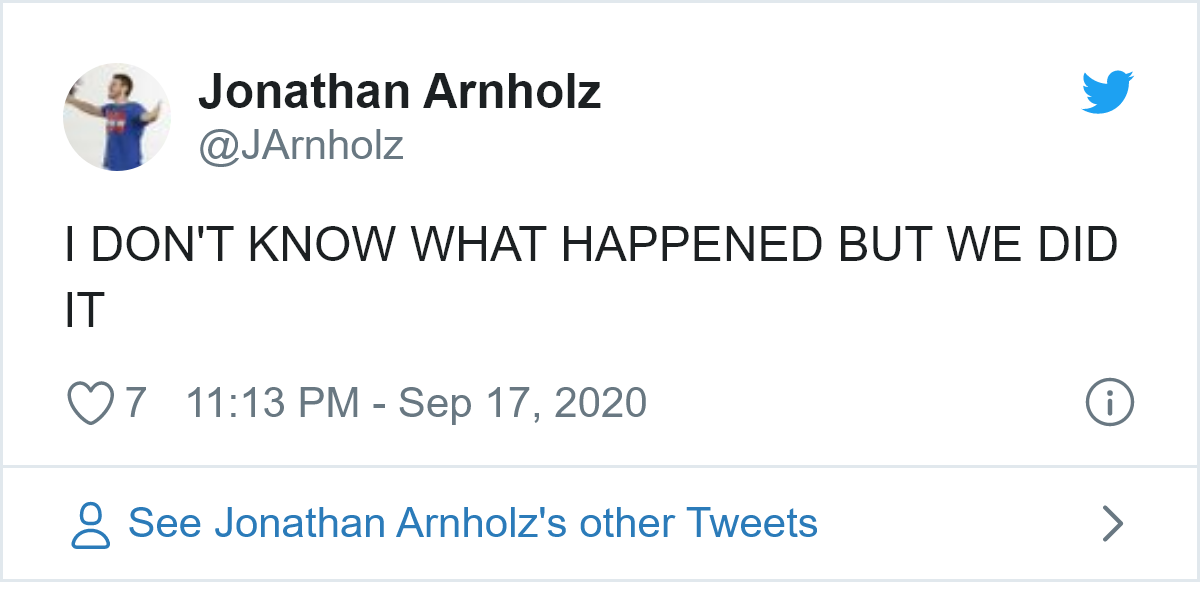 Jonathan Arnholz
@JArnholz
I DON'T KNOW WHAT HAPPENED BUT WE DID
IT
7 11:13 PM - Sep 17, 2020
See Jonathan Arnholz's other Tweets